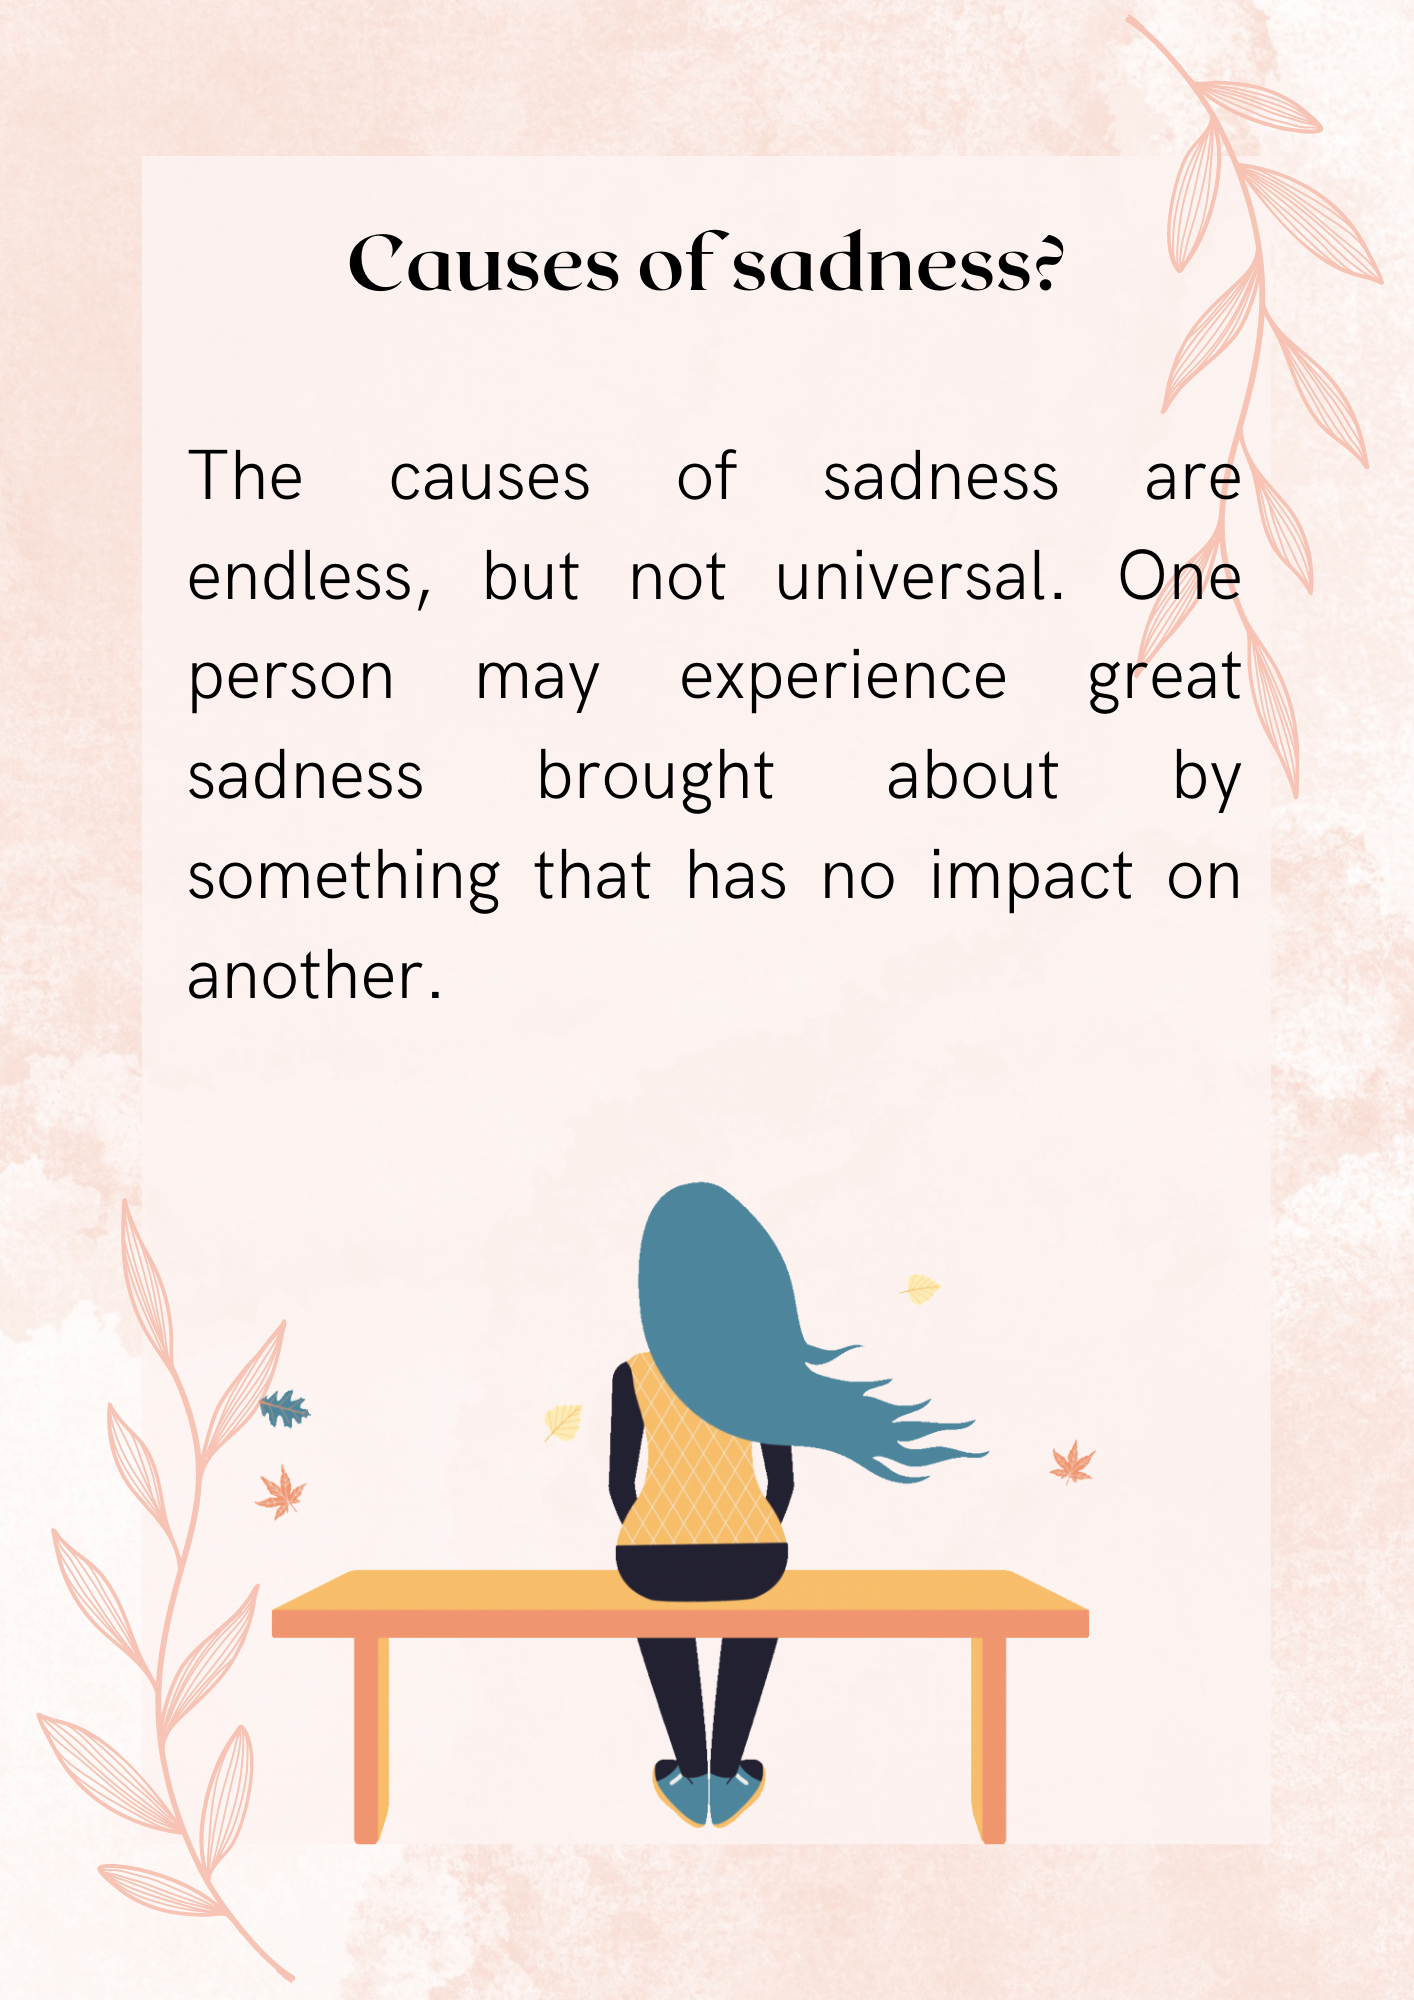 Causes of sadness?
The causes of sadness are
endless, but not universal. One
person may experience great
sadness brought about by
something that has no impact on
another.